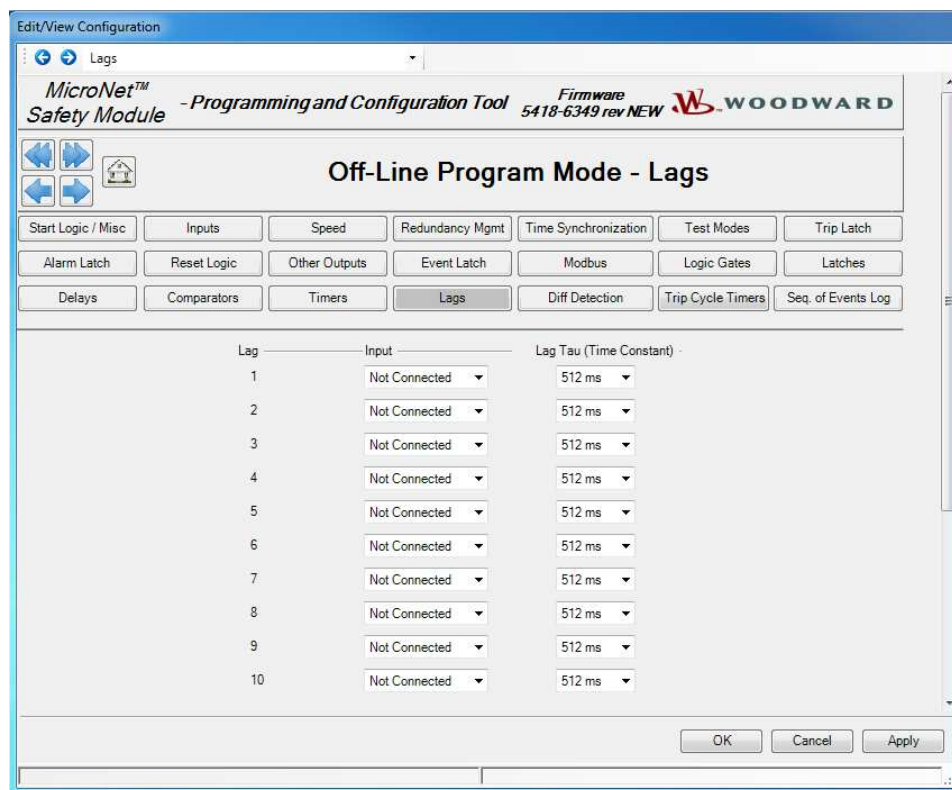 Edit/View Configuration
Lags
MicroNet™
Safety Module
- Programming and Configuration Tool
Firmware
5418-6349 rev NEW
WOODWARD
Off-Line Program Mode - Lags
Start Logic / Misc Inputs Speed Redundancy Mgmt Time Synchronization Test Modes Trip Latch
Alarm Latch Reset Logic Other Outputs Event Latch Modbus Logic Gates Latches
Delays Comparators Timers Lags Diff Detection Trip Cycle Timers Seq. of Events Log
Lag Input Lag Tau (Time Constant)
1 Not Connected 512 ms
2 Not Connected 512 ms
3 Not Connected 512 ms
4 Not Connected 512 ms
5 Not Connected 512 ms
6 Not Connected 512 ms
7 Not Connected 512 ms
8 Not Connected 512 ms
9 Not Connected 512 ms
10 Not Connected 512 ms
OK Cancel Apply